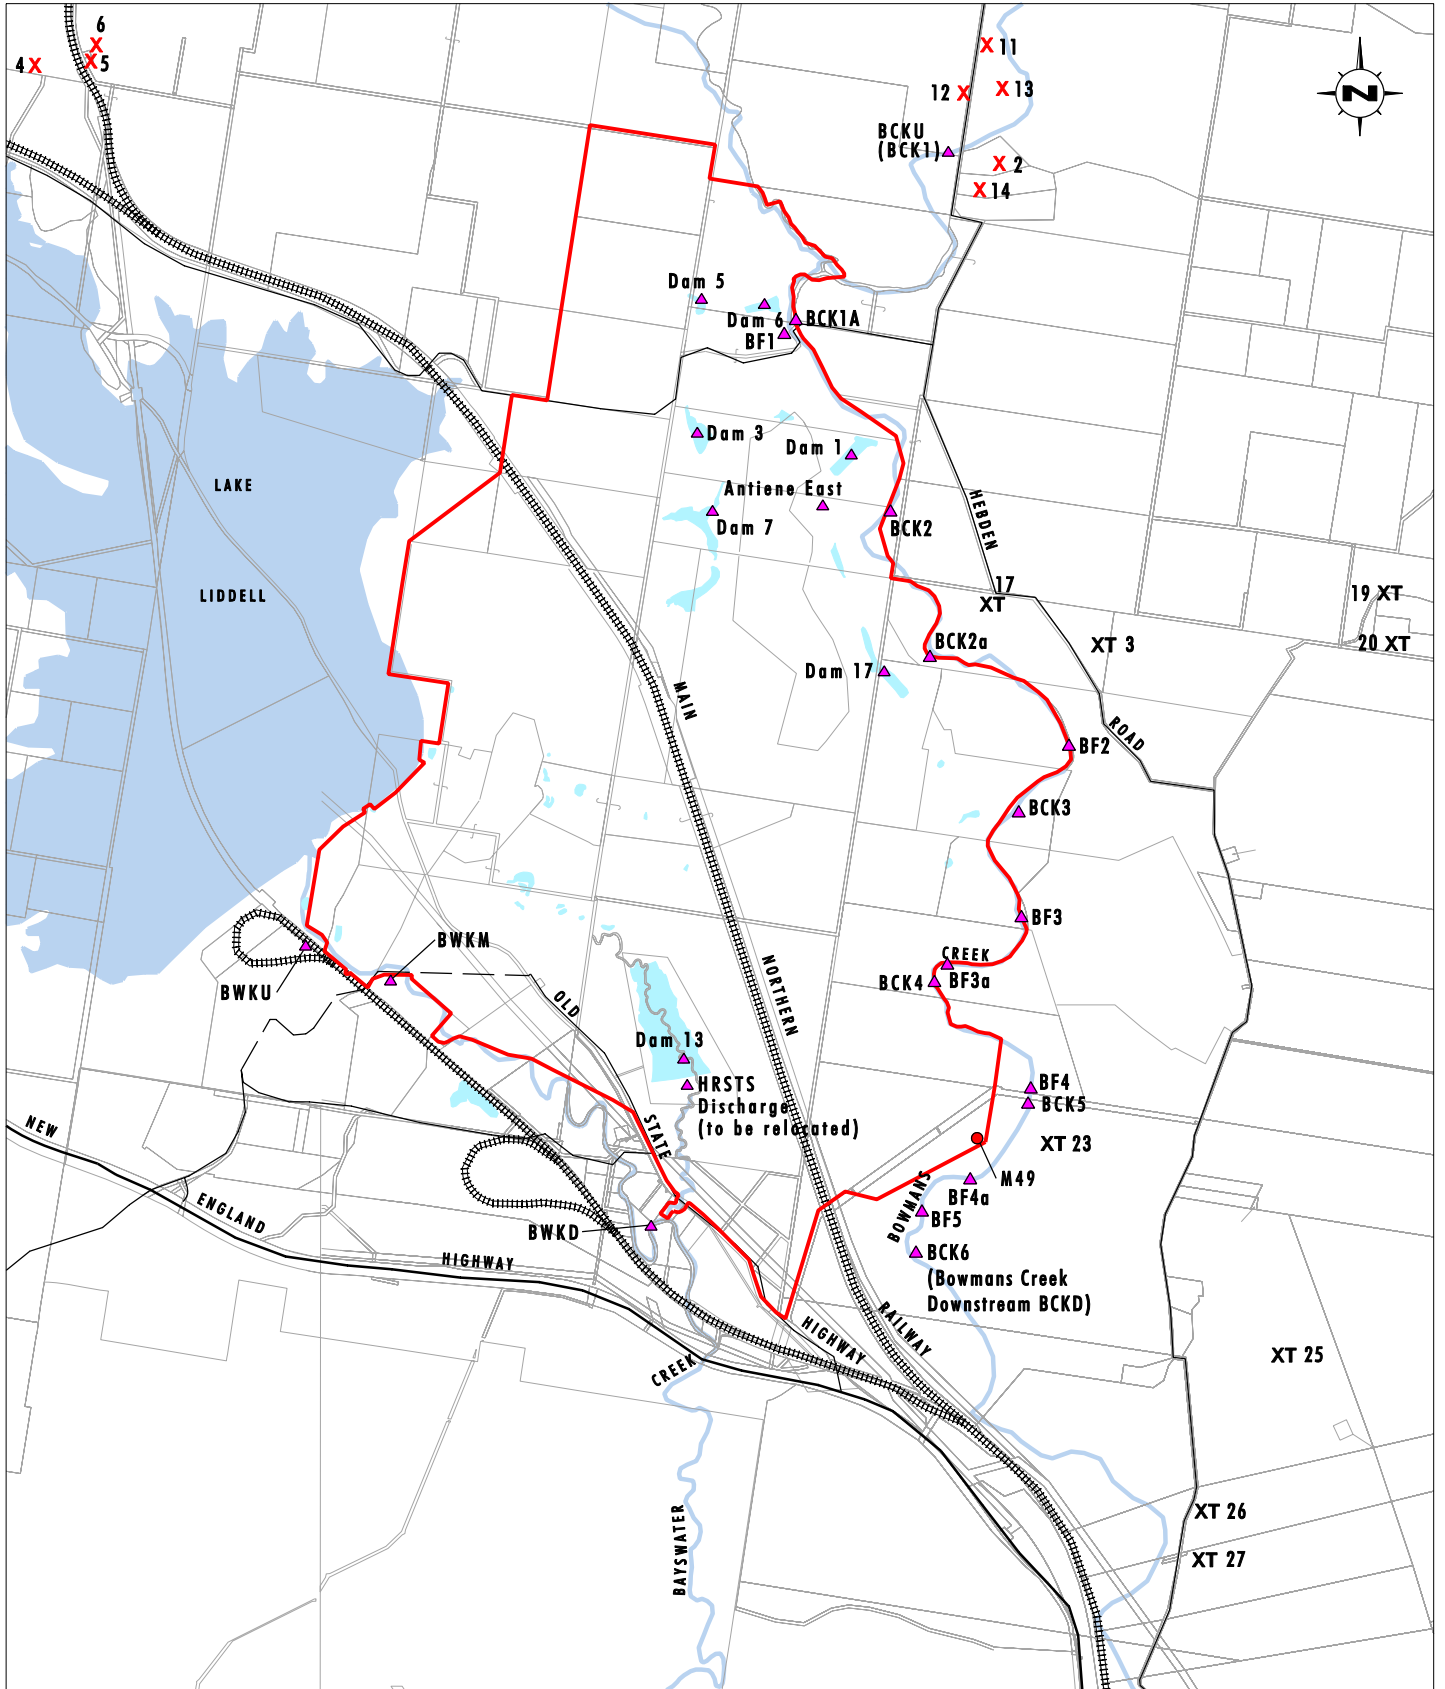 6
4 X
X
X 5
X 11
12 X
X 13
N
BCKU
(BCK1)
X 2
X 14
Dam 5
Dam 6
BCK1A
BF1
Dam 3
Dam 1
LAKE
Antiene East
HEBDEN
Dam 7
BCK2
17
XT
LIDDELL
19 XT
BCK2a
XT 3
20 XT
Dam 17
MAIN
ROAD
BF2
BCK3
BF3
BWKM
CREEK
BWKU
BCK4
BF3a
OLD
NORTHERN
Dam 13
HRSTS
Discharge
(to be relocated)
BF4
BCK5
NEW
STATE
XT 23
M49
BF4a
ENGLAND
BOWMANS
BF5
BWKD
HIGHWAY
BCK6
(Bowmans Creek
Downstream BCKD)
HIGHWAY
RAILWAY
CREEK
XT 25
XT 26
BAYSWATER
XT 27